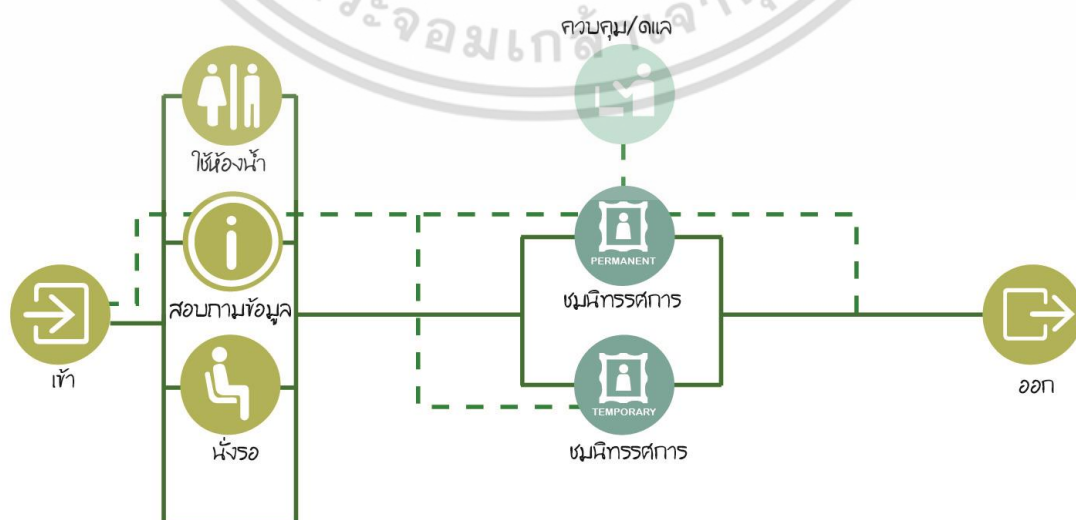 ควบคุม/ดูแล
ใช้ห้องน้ำ
สอบถามข้อมูล
PERMANENT
ชมนิทรรศการ
เข้า
นั่งรอ
TEMPORARY
ชมนิทรรศการ
ออก